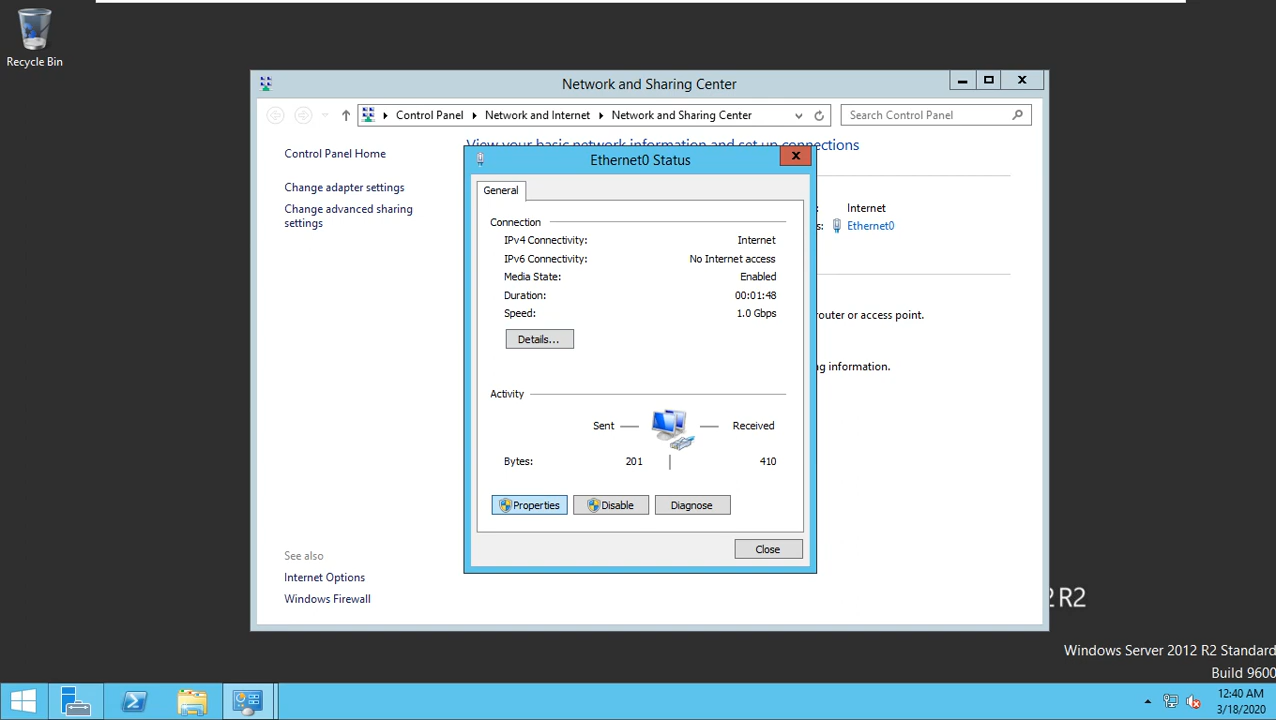 Recycle Bin
Network and Sharing Center
Control Panel
Network and Internet
Network and Sharing Center
Search Control Panel
Control Panel Home
Change adapter settings
Change advanced sharing
settings
See also
Internet Options
Windows Firewall
View your basic network information and set up connections
Internet
s: Ethernet0
router or access point.
ng information.
Ethernet0 Status
General
Connection
IPv4 Connectivity: Internet
IPv6 Connectivity: No Internet access
Media State: Enabled
Duration: 00:01:48
Speed: 1.0 Gbps
Details...
Activity
Sent Received
Bytes: 201 410
Properties Disable Diagnose
Close
2 R2
Windows Server 2012 R2 Standard
Build 9600
12:40 AM
3/18/2020